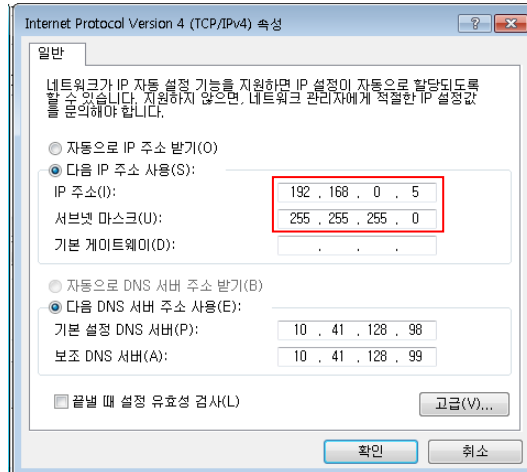 Internet Protocol Version 4 (TCP/IPv4) 속성
일반
네트워크가 IP 자동 설정 기능을 지원하면 IP 설정이 자동으로 할당되도록
할 수 있습니다. 지원하지 않으면, 네트워크 관리자에게 적절한 IP 설정값
을 문의해야 합니다.
자동으로 IP 주소 받기(O)
다음 IP 주소 사용(S):
IP 주소(I): 192 . 168 . 0 . 5
서브넷 마스크(U): 255 . 255 . 255 . 0
기본 게이트웨이(D): . . .
자동으로 DNS 서버 주소 받기(B)
다음 DNS 서버 주소 사용(E):
기본 설정 DNS 서버(P): 10 . 41 . 128 . 98
보조 DNS 서버(A): 10 . 41 . 128 . 99
끝낼 때 설정 유효성 검사(L)
고급(V)...
확인 취소